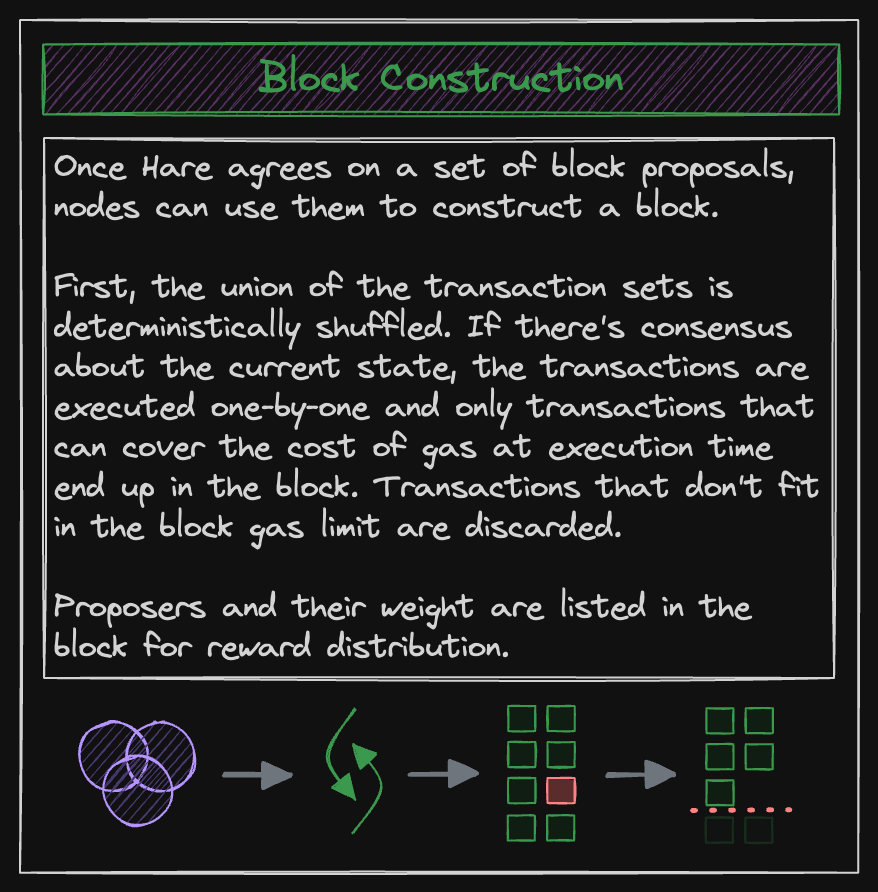 Block Construction
Once Hare agrees on a set of block proposals,
nodes can use them to construct a block.
First, the union of the transaction sets is
deterministically shuffled. If there's consensus
about the current state, the transactions are
executed one-by-one and only transactions that
can cover the cost of gas at execution time
end up in the block. Transactions that don't fit
in the block gas limit are discarded.
Proposers and their weight are listed in the
block for reward distribution.